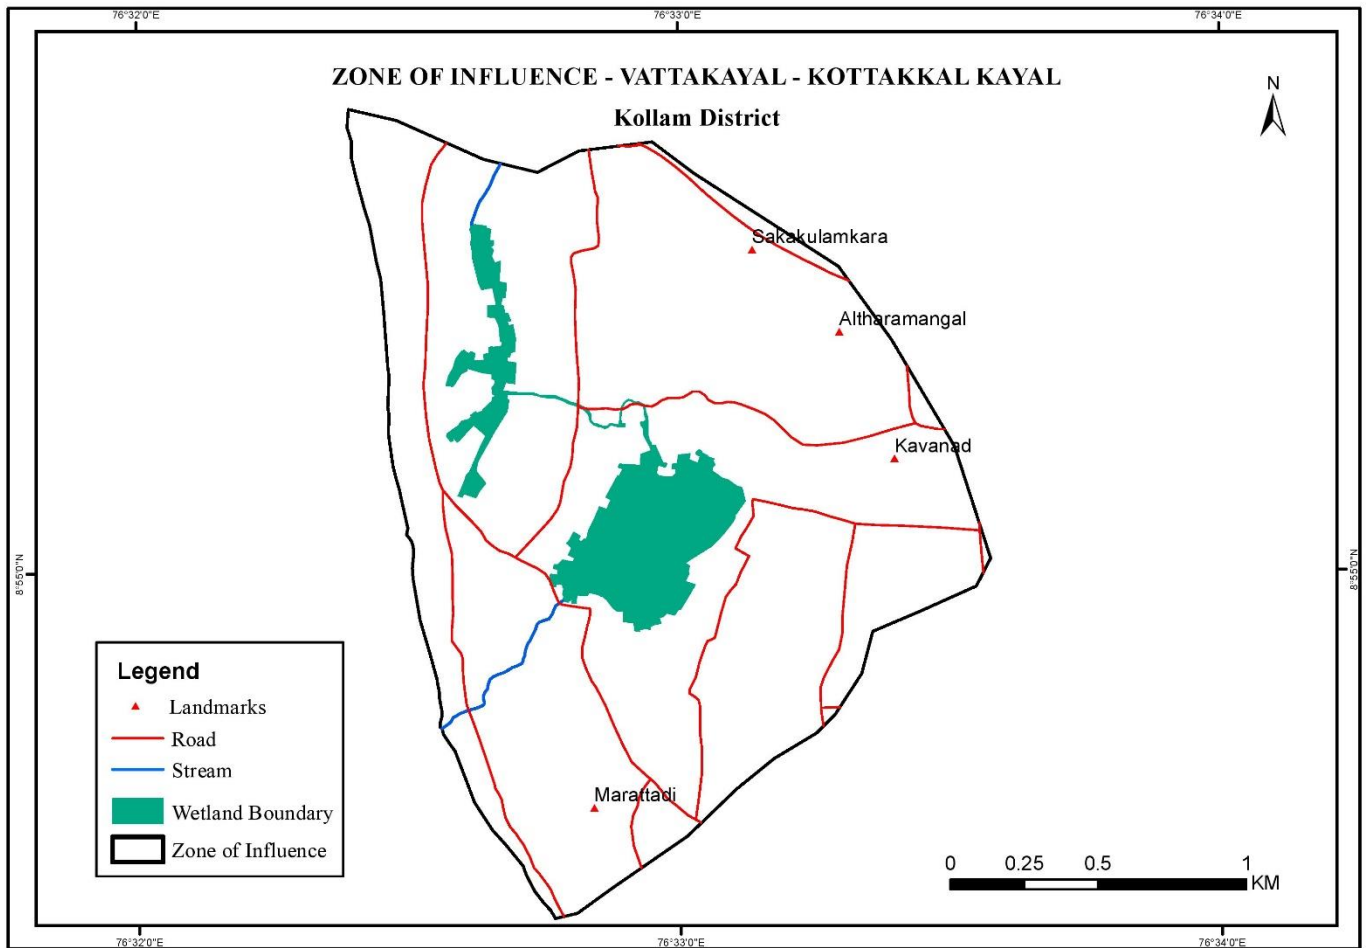 76°32'0"E 76°33'0"E 76°34'0"E
ZONE OF INFLUENCE - VATTAKAYAL - KOTTAKKAL KAYAL
Kollam District
N
Sakakulamkara
Altharamangal
Kavanad
8°55'0"N 8°55'0"N
Legend
Landmarks
Road
Stream
Wetland Boundary
Zone of Influence
Marattadi
0 0.25 0.5 1
KM
76°32'0"E 76°33'0"E 76°34'0"E